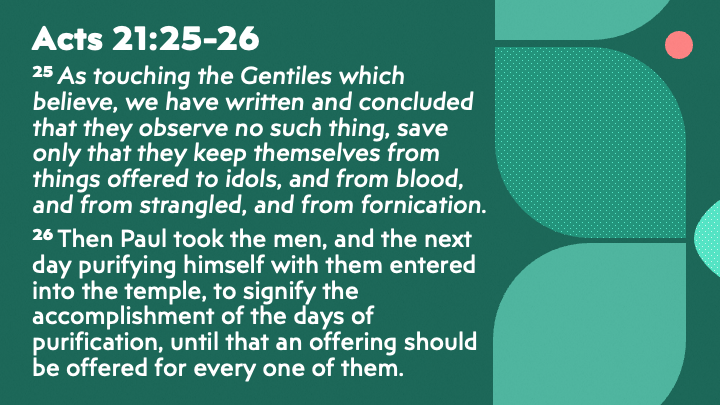 Acts 21:25-26
25 As touching the Gentiles which
believe, we have written and concluded
that they observe no such thing, save
only that they keep themselves from
things offered to idols, and from blood,
and from strangled, and from fornication.
26 Then Paul took the men, and the next
day purifying himself with them entered
into the temple, to signify the
accomplishment of the days of
purification, until that an offering should
be offered for every one of them.